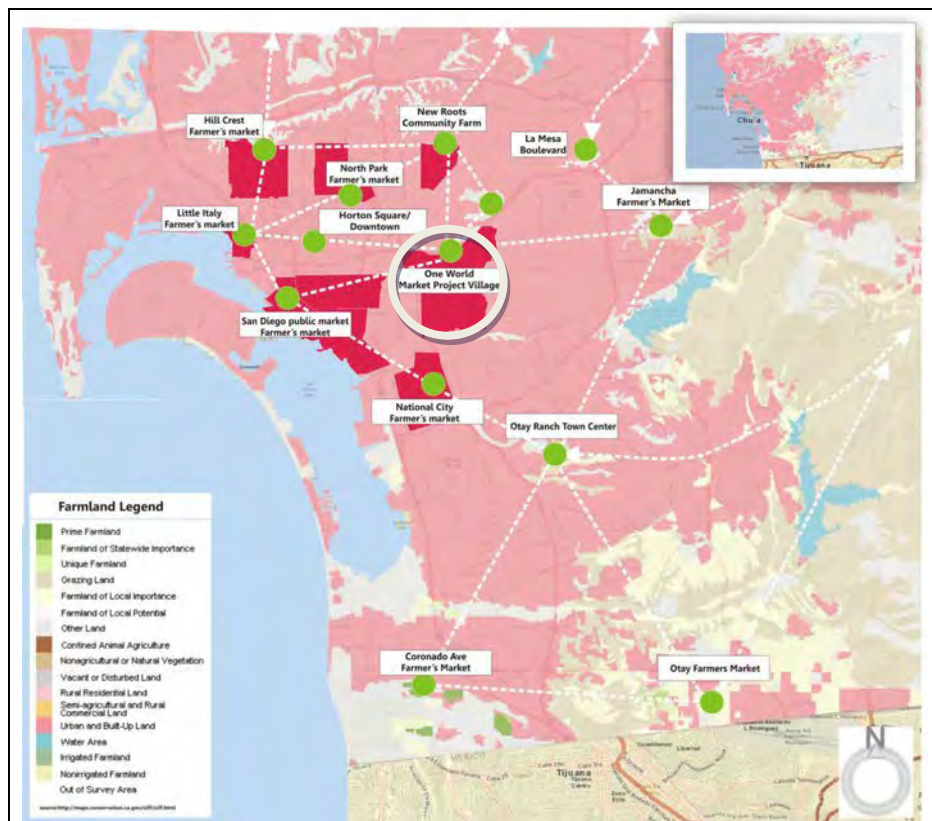 Hill Crest
Farmer's market
New Roots
Community Farm
La Mesa
Boulevard
North Park
Farmer's market
Jamancha
Farmer's Market
Little Italy
Farmer's market
Horton Square/
Downtown
One World
Market Project Village
San Diego public market
Farmer's market
National City
Farmer's market
Otay Ranch Town Center
Coronado Ave
Farmer's Market
Otay Farmers Market
Chula
Tijuana
Farmland Legend
Prime Farmland
Farmland of Statewide Importance
Unique Farmland
Grazing Land
Farmland of Local Importance
Farmland of Local Potential
Other Land
Confined Animal Agriculture
Nonagricultural or Natural Vegetation
Vacant or Disturbed Land
Rural Residential Land
Semi-agricultural and Rural
Commercial Land
Urban and Built-Up Land
Water Area
Irrigated Farmland
Nonirrigated Farmland
Out of Survey Area
N
MEXICO
Tijuana
Libertad